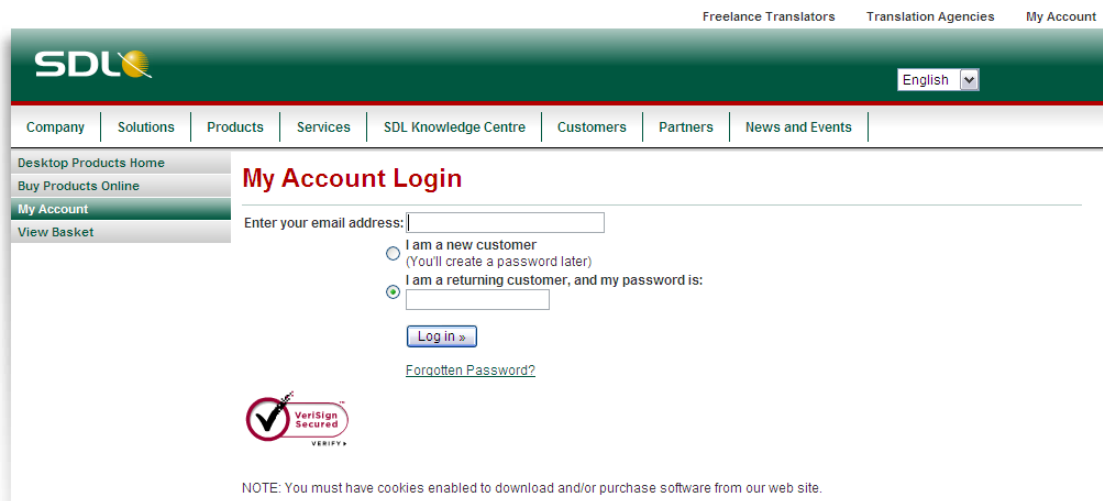 Freelance Translators Translation Agencies My Account
SDL
English
Company Solutions Products Services SDL Knowledge Centre Customers Partners News and Events
Desktop Products Home
Buy Products Online
My Account
View Basket
My Account Login
Enter your email address:
I am a new customer
(You'll create a password later)
I am a returning customer, and my password is:
Log in »
Forgotten Password?
VeriSign
Secured
VERIFY
NOTE: You must have cookies enabled to download and/or purchase software from our web site.